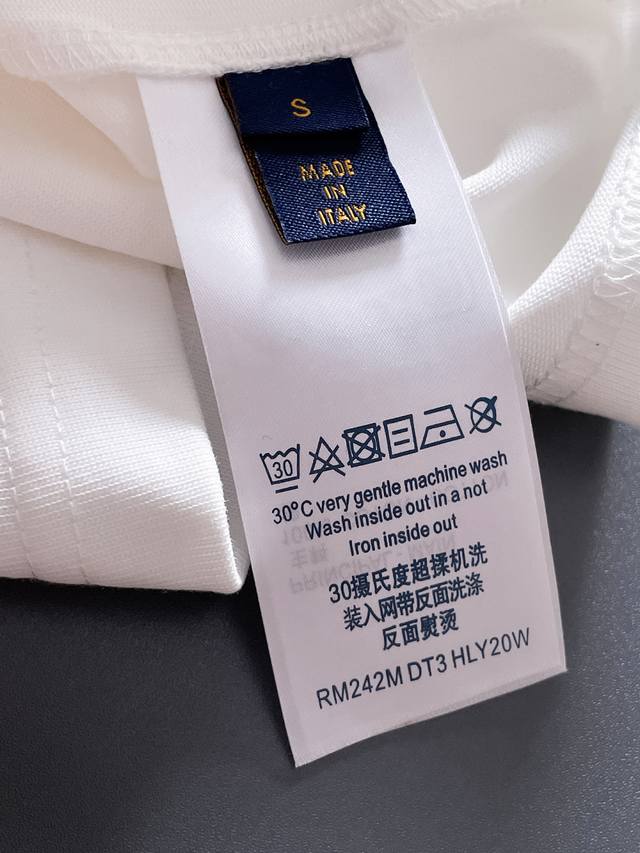 S
MADE
IN
ITALY
30
30°C very gentle machine wash
Wash inside out in a not
Iron inside out
30摄氏度超揉机洗
装入网带反面洗涤
反面熨烫
RM242M DT3 HLY20W